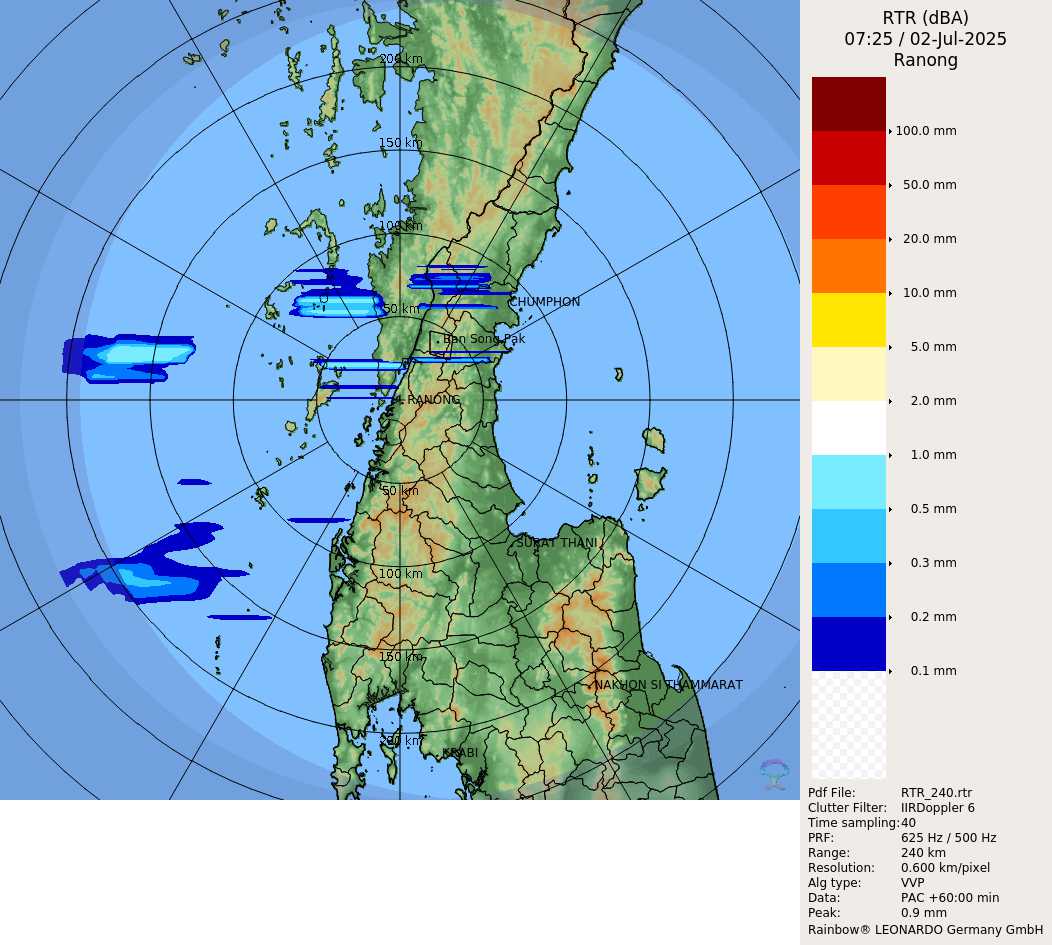 RTR (dBA)
07:25 / 02-Jul-2025
Ranong
200 km
150 km
100.0 mm
50.0 mm
100 km
20.0 mm
10.0 mm
CHUMPHON
50 km
Ban Song Pak
5.0 mm
RANONG
2.0 mm
1.0 mm
50 km
0.5 mm
SURAT THANI
0.3 mm
100 km
0.2 mm
150 km
0.1 mm
NAKHON SI THAMMARAT
200 km
KRABI
Pdf File: RTR_240.rtr
Clutter Filter: IIRDoppler 6
Time sampling:40
PRF: 625 Hz / 500 Hz
Range: 240 km
Resolution: 0.600 km/pixel
Alg type: VVP
Data: PAC +60:00 min
Peak: 0.9 mm
Rainbow® LEONARDO Germany GmbH